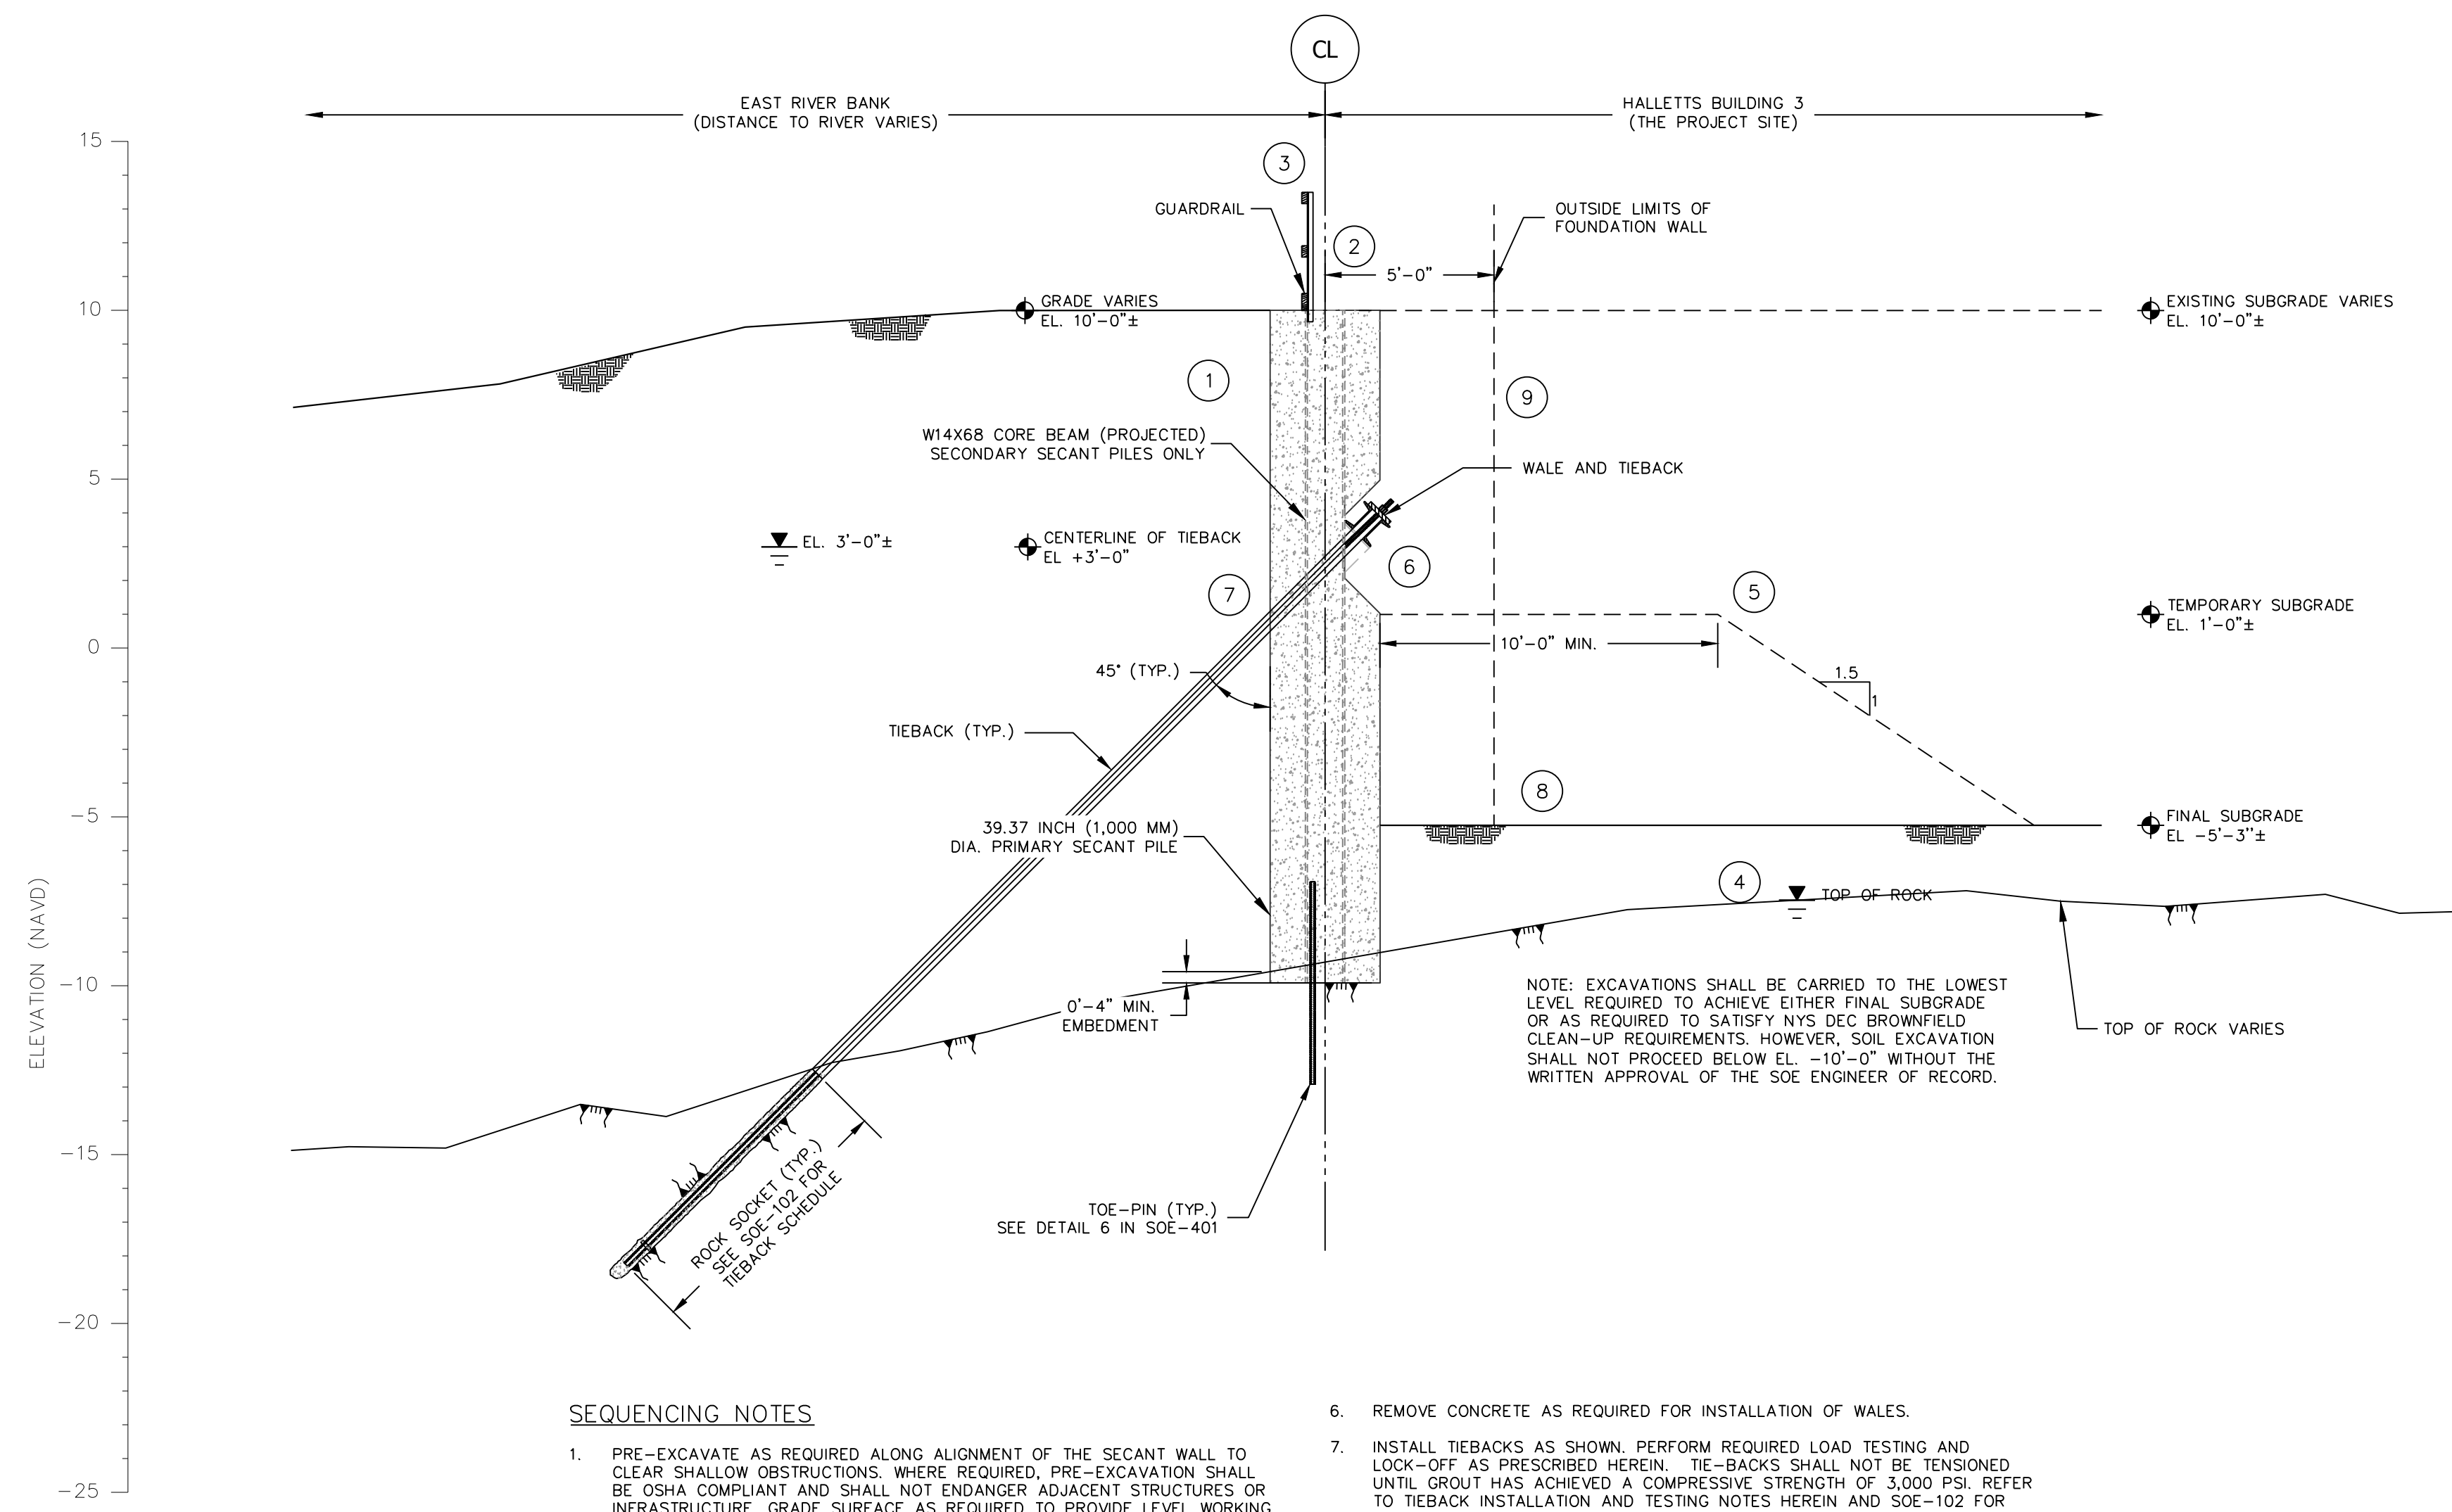 CL
EAST RIVER BANK
(DISTANCE TO RIVER VARIES)
HALLETTS BUILDING 3
(THE PROJECT SITE)
15
10
5
0
-5
-10
-15
-20
-25
ELEVATION (NAVD)
3
GUARDRAIL
2
5'-0"
OUTSIDE LIMITS OF
FOUNDATION WALL
GRADE VARIES
EL. 10'-0"±
EXISTING SUBGRADE VARIES
EL. 10'-0"±
1
9
W14X68 CORE BEAM (PROJECTED)
SECONDARY SECANT PILES ONLY
WALE AND TIEBACK
EL. 3'-0"±
CENTERLINE OF TIEBACK
EL +3'-0"
6
7
5
TEMPORARY SUBGRADE
EL. 1'-0"±
10'-0" MIN.
45° (TYP.)
1.5
1
TIEBACK (TYP.)
8
39.37 INCH (1,000 MM)
DIA. PRIMARY SECANT PILE
FINAL SUBGRADE
EL -5'-3"±
4
TOP OF ROCK
0'-4" MIN.
EMBEDMENT
NOTE: EXCAVATIONS SHALL BE CARRIED TO THE LOWEST
LEVEL REQUIRED TO ACHIEVE EITHER FINAL SUBGRADE
OR AS REQUIRED TO SATISFY NYS DEC BROWNFIELD
CLEAN-UP REQUIREMENTS. HOWEVER, SOIL EXCAVATION
SHALL NOT PROCEED BELOW EL. -10'-0" WITHOUT THE
WRITTEN APPROVAL OF THE SOE ENGINEER OF RECORD.
TOP OF ROCK VARIES
ROCK SOCKET (TYP.)
SEE SOE-102 FOR
TIEBACK SCHEDULE
TOE-PIN (TYP.)
SEE DETAIL 6 IN SOE-401
SEQUENCING NOTES
1. PRE-EXCAVATE AS REQUIRED ALONG ALIGNMENT OF THE SECANT WALL TO
CLEAR SHALLOW OBSTRUCTIONS. WHERE REQUIRED, PRE-EXCAVATION SHALL
BE OSHA COMPLIANT AND SHALL NOT ENDANGER ADJACENT STRUCTURES OR
INFRASTRUCTURE. GRADE SURFACE AS REQUIRED TO PROVIDE LEVEL WORKING
6. REMOVE CONCRETE AS REQUIRED FOR INSTALLATION OF WALES.
7. INSTALL TIEBACKS AS SHOWN. PERFORM REQUIRED LOAD TESTING AND
LOCK-OFF AS PRESCRIBED HEREIN. TIE-BACKS SHALL NOT BE TENSIONED
UNTIL GROUT HAS ACHIEVED A COMPRESSIVE STRENGTH OF 3,000 PSI. REFER
TO TIEBACK INSTALLATION AND TESTING NOTES HEREIN AND SOE-102 FOR